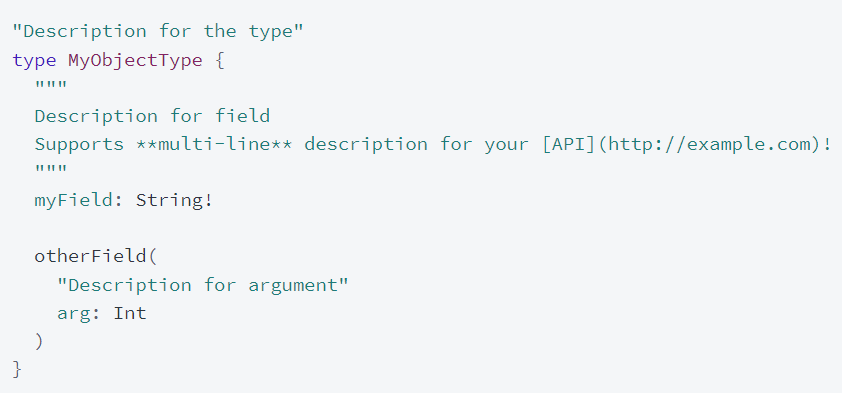 "Description for the type"
type MyObjectType {
  """
  Description for field
  Supports **multi-line** description for your [API](http://example.com)!
  """
  myField: String!

  otherField(
    "Description for argument"
    arg: Int
  )
}